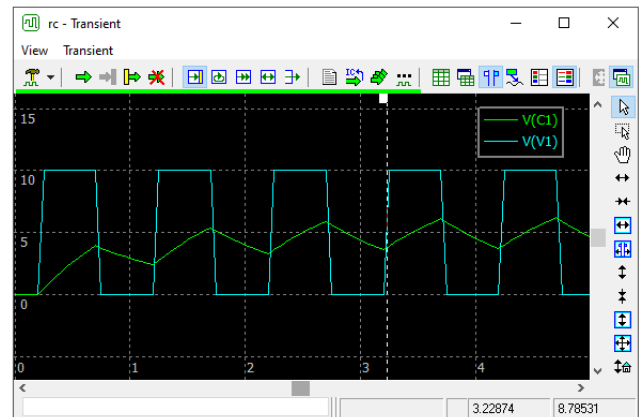 rc - Transient
View Transient
IC
15
V(C1)
V(V1)
10
5
0
0 1 2 3 4
3.22874 8.78531